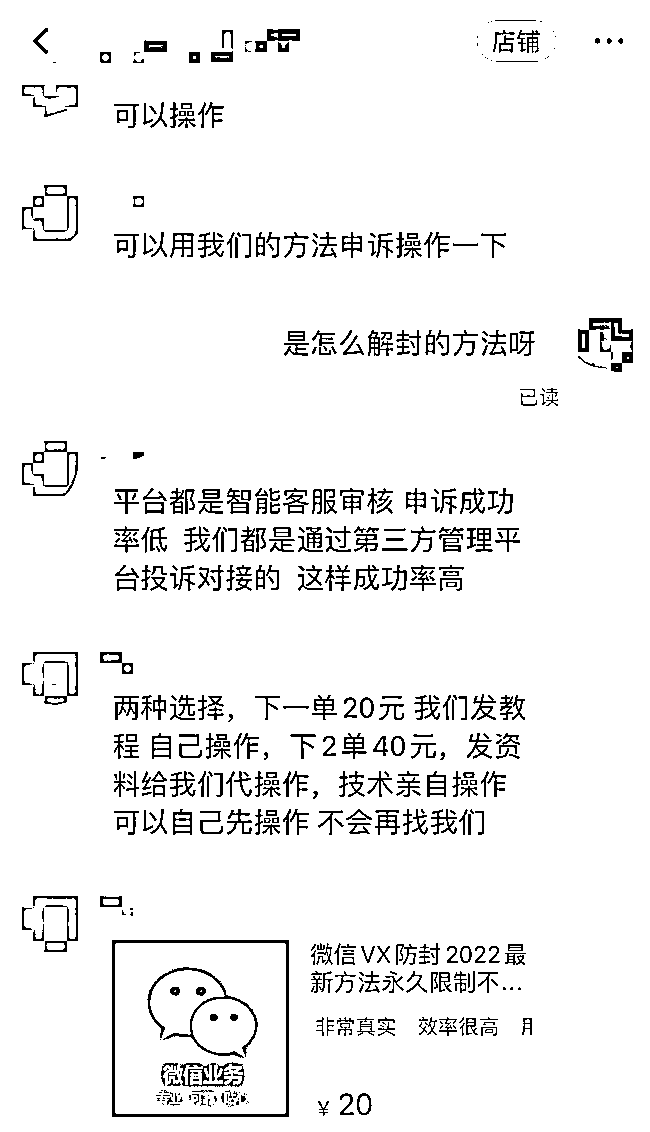 店铺
可以操作
可以用我们的方法申诉操作一下
是怎么解封的方法呀
已读
平台都是智能客服审核 申诉成功
率低 我们都是通过第三方管理平
台投诉对接的 这样成功率高
两种选择，下一单20元 我们发教
程 自己操作，下2单40元，发资
料给我们代操作，技术亲自操作
可以自己先操作 不会再找我们
微信VX防封2022最
新方法永久限制不...
非常真实 效率很高
微信业务
¥20